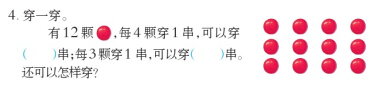 4. 穿一穿。
有12颗，每4颗穿1串，可以穿
（ ）串；每3颗穿1串，可以穿（ ）串。
还可以怎样穿？